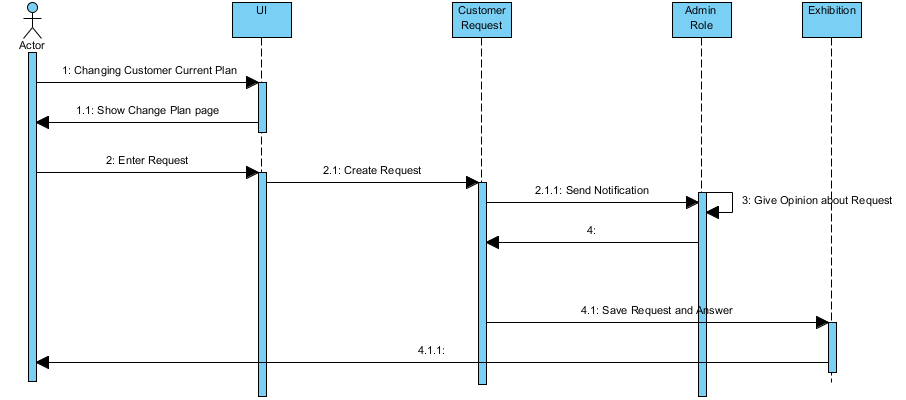 UI
Customer
Request
Admin
Role
Exhibition
Actor
1: Changing Customer Current Plan
1.1: Show Change Plan page
2: Enter Request
2.1: Create Request
2.1.1: Send Notification
3: Give Opinion about Request
4:
4.1: Save Request and Answer
4.1.1: